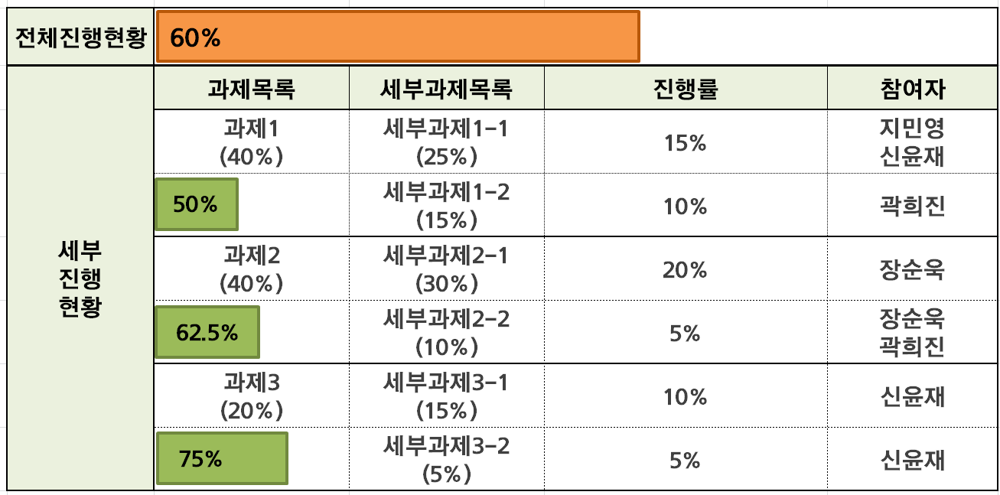 전체진행현황
60%
과제목록
세부과제목록
진행률
참여자
세부
진행
현황
과제1
(40%)
세부과제1-1
(25%)
15%
지민영
신윤재
50%
세부과제1-2
(15%)
10%
곽희진
과제2
(40%)
세부과제2-1
(30%)
20%
장순욱
62.5%
세부과제2-2
(10%)
5%
장순욱
곽희진
과제3
(20%)
세부과제3-1
(15%)
10%
신윤재
75%
세부과제3-2
(5%)
5%
신윤재